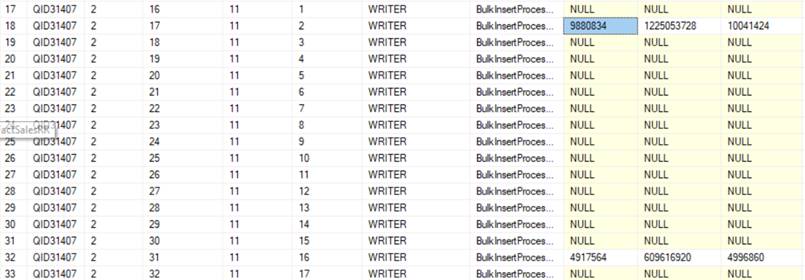 17 QID31407 2 16 11 1 WRITER BulkInsertProces... NULL NULL NULL
18 QID31407 2 17 11 2 WRITER BulkInsertProces... 9880834 1225053728 10041424
19 QID31407 2 18 11 3 WRITER BulkInsertProces... NULL NULL NULL
20 QID31407 2 19 11 4 WRITER BulkInsertProces... NULL NULL NULL
21 QID31407 2 20 11 5 WRITER BulkInsertProces... NULL NULL NULL
22 QID31407 2 21 11 6 WRITER BulkInsertProces... NULL NULL NULL
23 QID31407 2 22 11 7 WRITER BulkInsertProces... NULL NULL NULL
24 QID31407 2 23 11 8 WRITER BulkInsertProces... NULL NULL NULL
actSalesRR
25 QID31407 2 24 11 9 WRITER BulkInsertProces... NULL NULL NULL
26 QID31407 2 25 11 10 WRITER BulkInsertProces... NULL NULL NULL
27 QID31407 2 26 11 11 WRITER BulkInsertProces... NULL NULL NULL
28 QID31407 2 27 11 12 WRITER BulkInsertProces... NULL NULL NULL
29 QID31407 2 28 11 13 WRITER BulkInsertProces... NULL NULL NULL
30 QID31407 2 29 11 14 WRITER BulkInsertProces... NULL NULL NULL
31 QID31407 2 30 11 15 WRITER BulkInsertProces... NULL NULL NULL
32 QID31407 2 31 11 16 WRITER BulkInsertProces... 4917564 609616920 4996860
33 QID31407 2 32 11 17 WRITER BulkInsertProces... NULL NULL NULL